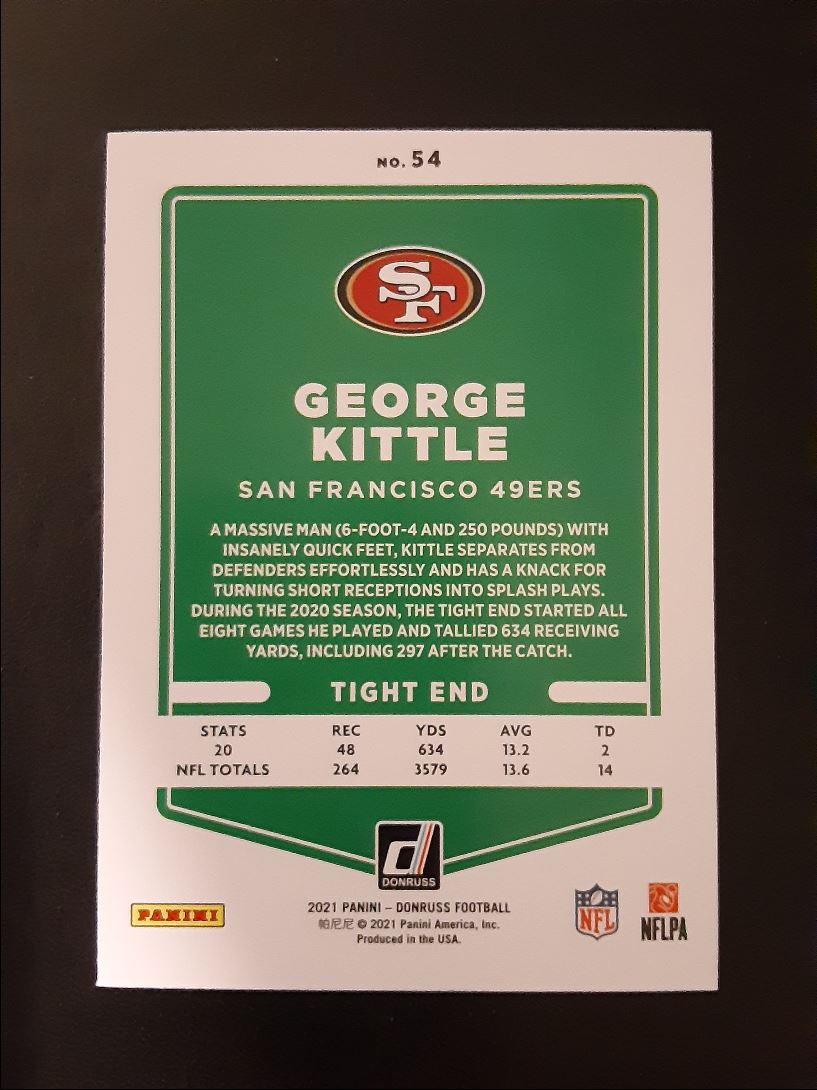 NO. 54
SF
GEORGE
KITTLE
SAN FRANCISCO 49ERS
A MASSIVE MAN (6-FOOT-4 AND 250 POUNDS) WITH
INSANELY QUICK FEET, KITTLE SEPARATES FROM
DEFENDERS EFFORTLESSLY AND HAS A KNACK FOR
TURNING SHORT RECEPTIONS INTO SPLASH PLAYS.
DURING THE 2020 SEASON, THE TIGHT END STARTED ALL
EIGHT GAMES HE PLAYED AND TALLIED 634 RECEIVING
YARDS, INCLUDING 297 AFTER THE CATCH.
TIGHT END
STATS REC YDS AVG TD
20 48 634 13.2 2
NFL TOTALS 264 3579 13.6 14
d
DONRUSS
PANINI
2021 PANINI – DONRUSS FOOTBALL
帕尼尼 © 2021 Panini America, Inc.
Produced in the USA.
NFL
NFLPA